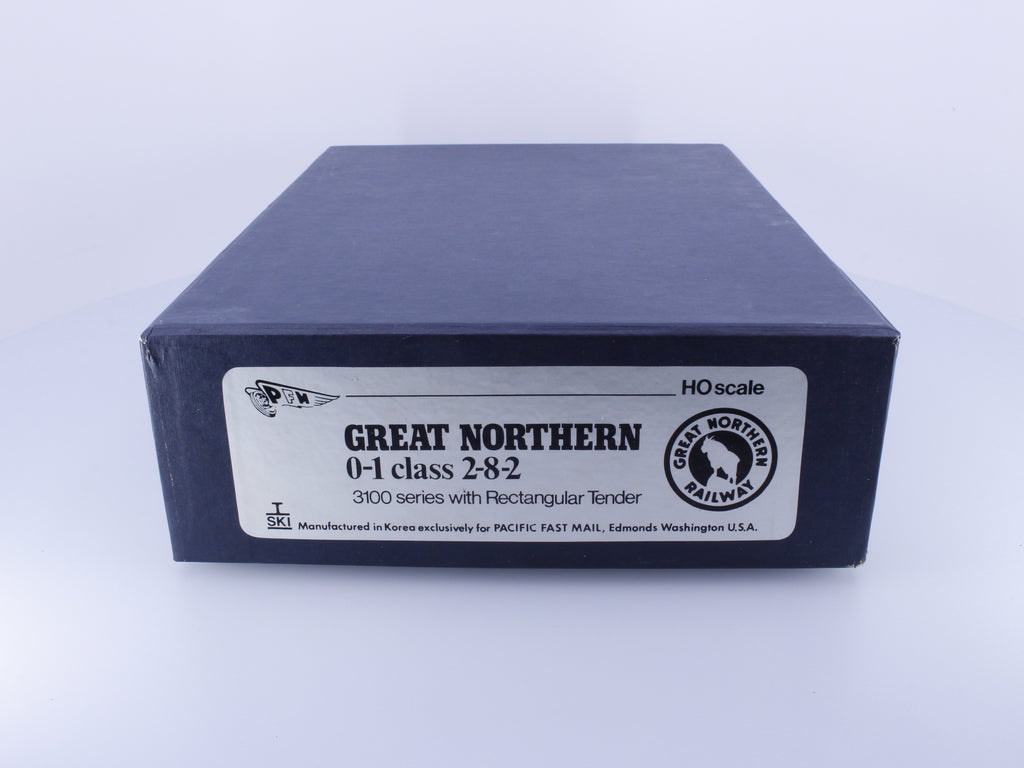 PFM
HO scale
GREAT NORTHERN
0-1 class 2-8-2
3100 series with Rectangular Tender
GREAT NORTHERN
RAILWAY
I
SKI
Manufactured in Korea exclusively for PACIFIC FAST MAIL, Edmonds Washington U.S.A.